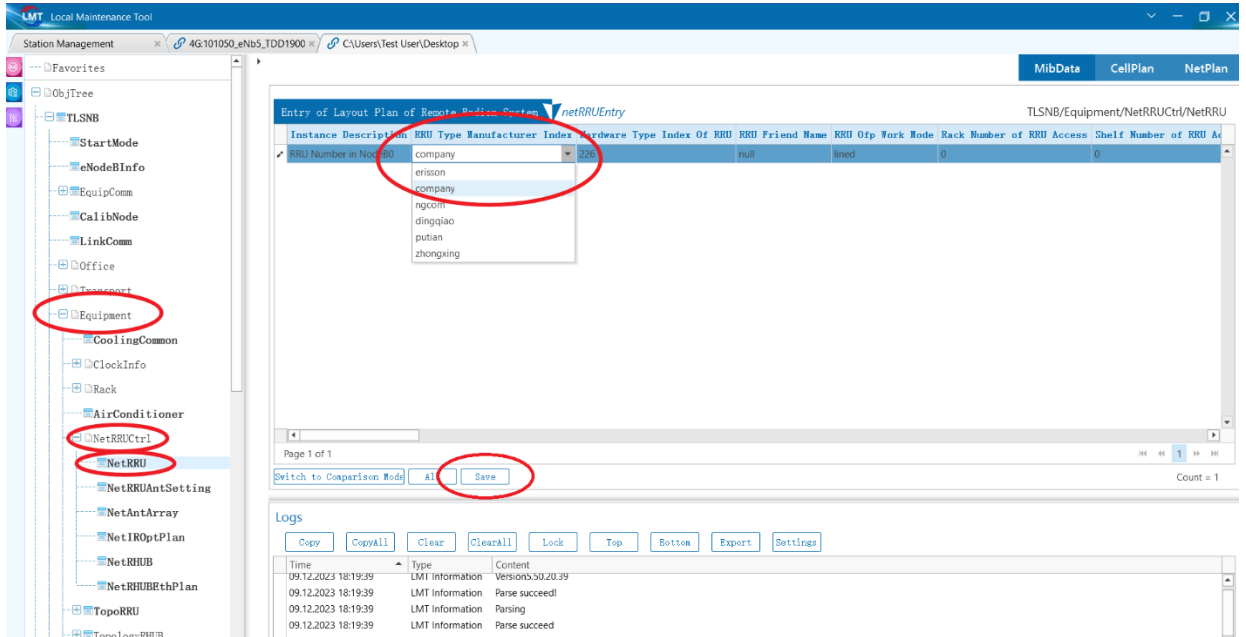 LMT Local Maintenance Tool
Station Management × 4G:101050_eNb5_TDD1900 × C:\Users\Test User\Desktop ×
Favorites
MibData CellPlan NetPlan
ObjTree
TLSNB
StartMode
eNodeBInfo
EquipComm
CalibNode
LinkComm
Office
Transport
Equipment
CoolingCommon
ClockInfo
Rack
AirConditioner
NetRRUCtrl
NetRRU
NetRRUAntSetting
NetAntArray
NetIROptPlan
NetRHUB
NetRHUBEthPlan
TopoRRU
TopologyRHUB
Entry of Layout Plan of Remote Radion System netRRUEntry TLSNB/Equipment/NetRRUCtrl/NetRRU
Instance Description RRU Type Manufacturer Index Hardware Type Index Of RRU RRU Friend Name RRU Ofp Work Mode Rack Number of RRU Access Shelf Number of RRU Ac
RRU Number in NodeB0 company 226 null lined 0 0
erisson
company
ngcom
dingqiao
putian
zhongxing
Page 1 of 1 1
Switch to Comparison Mode Save Count = 1
Logs
Copy CopyAll Clear ClearAll Lock Top Bottom Export Settings
Time Type Content
09.12.2023 18:19:39 LMT Information Version5.50.20.39
09.12.2023 18:19:39 LMT Information Parse succeed!
09.12.2023 18:19:39 LMT Information Parsing
09.12.2023 18:19:39 LMT Information Parse succeed